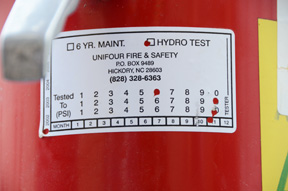 6 YR. MAINT. HYDRO TEST
UNIFOUR FIRE & SAFETY
P.O. BOX 9489
HICKORY, NC 28603
(828) 328-6363
Tested 1 2 3 4 5 6 7 8 9 0
To 1 2 3 4 5 6 7 8 9 0
(PSI) 1 2 3 4 5 6 7 8 9 0
TESTER
MONTH 1 2 3 4 5 6 7 8 9 10 11 12